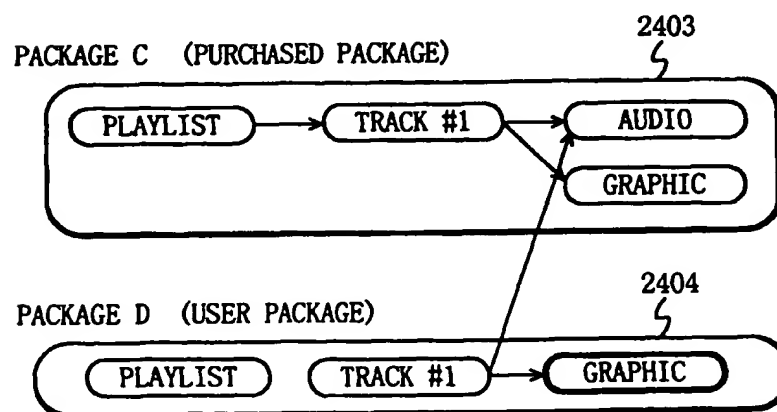 2403
PACKAGE C (PURCHASED PACKAGE)
PLAYLIST TRACK #1 AUDIO
GRAPHIC
2404
PACKAGE D (USER PACKAGE)
PLAYLIST TRACK #1 GRAPHIC